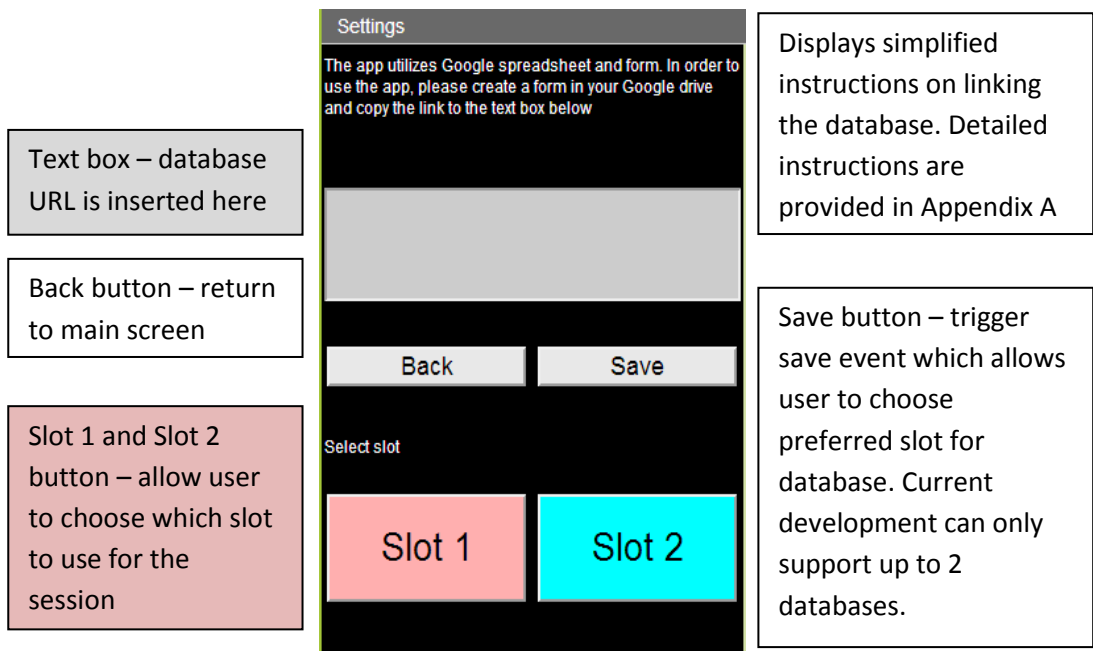 Settings
The app utilizes Google spreadsheet and form. In order to
use the app, please create a form in your Google drive
and copy the link to the text box below
Back
Save
Select slot
Slot 1
Slot 2
Text box – database
URL is inserted here
Back button – return
to main screen
Slot 1 and Slot 2
button – allow user
to choose which slot
to use for the
session
Displays simplified
instructions on linking
the database. Detailed
instructions are
provided in Appendix A
Save button – trigger
save event which allows
user to choose
preferred slot for
database. Current
development can only
support up to 2
databases.